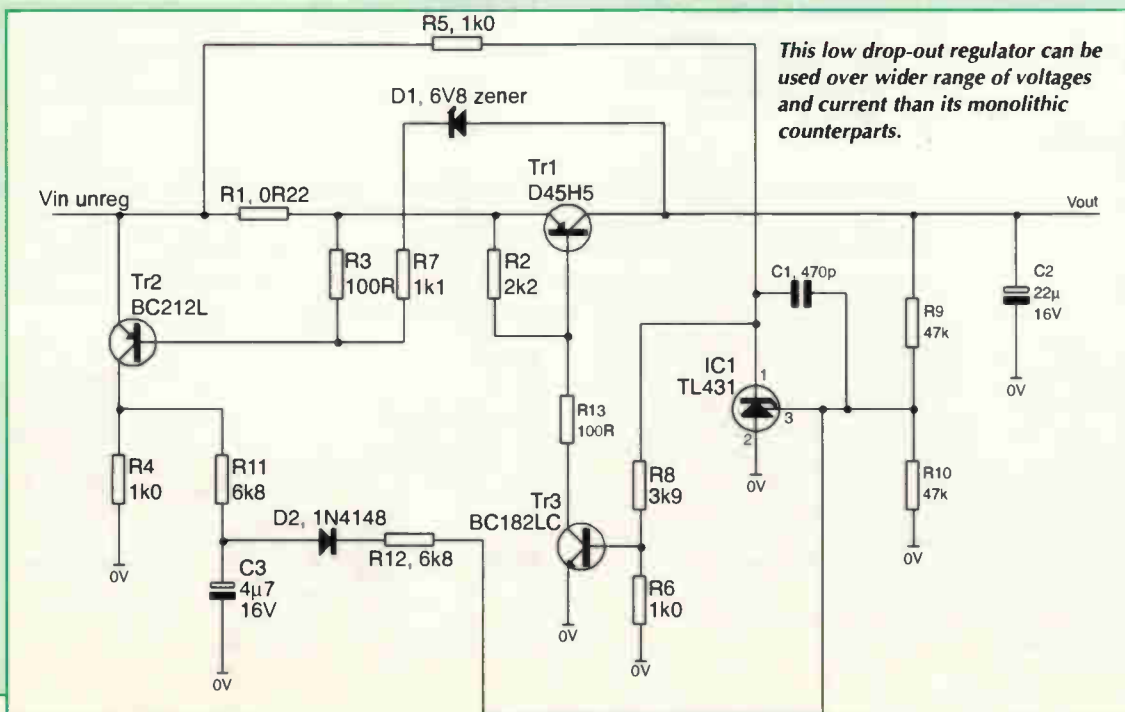 R5, 1k0
This low drop-out regulator can be
used over wider range of voltages
and current than its monolithic
counterparts.
D1, 6V8 zener
Tr1
D45H5
Vin unreg
R1, 0R22
Vout
Tr2
BC212L
R3
100R
R7
1k1
R2
2k2
C1, 470p
R9
47k
C2
22µ
16V
0V
IC1
TL431
1
3
2
0V
R13
100R
R4
1k0
0V
R11
6k8
D2, 1N4148
R12, 6k8
C3
4µ7
16V
0V
Tr3
BC182LC
0V
R8
3k9
R6
1k0
0V
R10
47k
0V